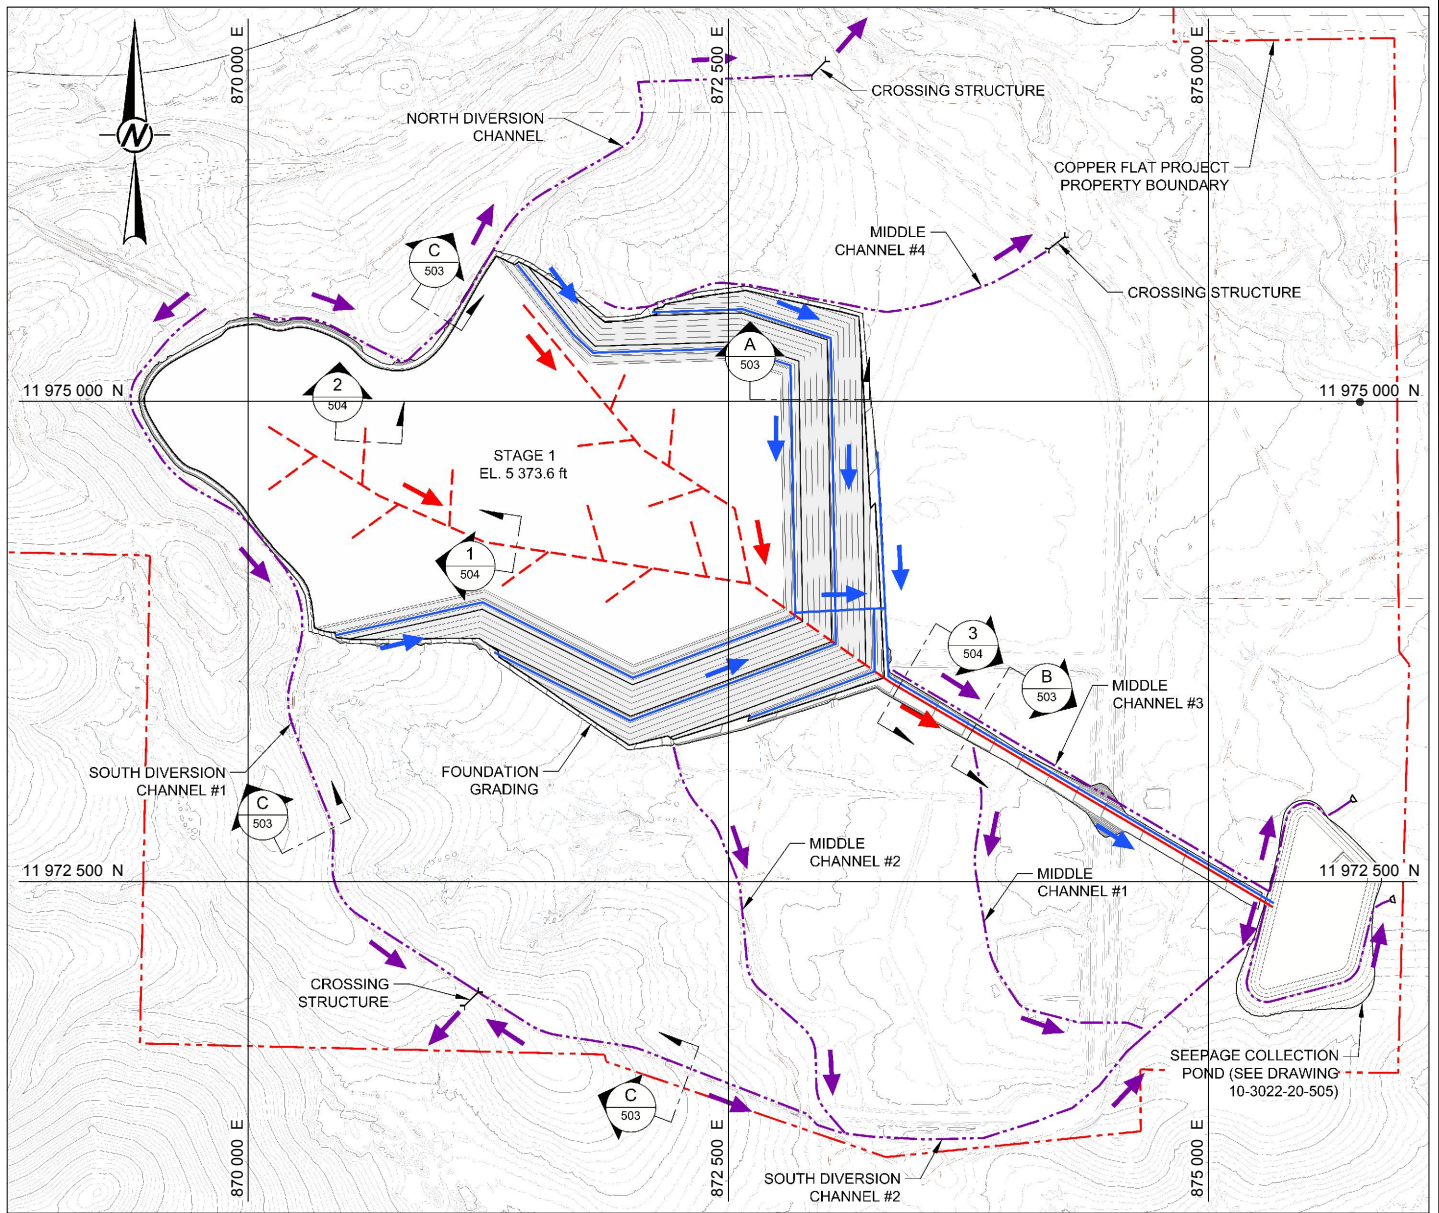 870 000 E
872 500 E
875 000 E
N
NORTH DIVERSION
CHANNEL
CROSSING STRUCTURE
COPPER FLAT PROJECT
PROPERTY BOUNDARY
MIDDLE
CHANNEL #4
C
503
CROSSING STRUCTURE
A
503
2
504
11 975 000 N
11 975 000 N
STAGE 1
EL. 5 373.6 ft
1
504
3
504
B
503
MIDDLE
CHANNEL #3
SOUTH DIVERSION
CHANNEL #1
FOUNDATION
GRADING
C
503
MIDDLE
CHANNEL #2
11 972 500 N
11 972 500 N
MIDDLE
CHANNEL #1
CROSSING
STRUCTURE
SEEPAGE COLLECTION
POND (SEE DRAWING
10-3022-20-505)
C
503
SOUTH DIVERSION
CHANNEL #2
870 000 E
872 500 E
875 000 E